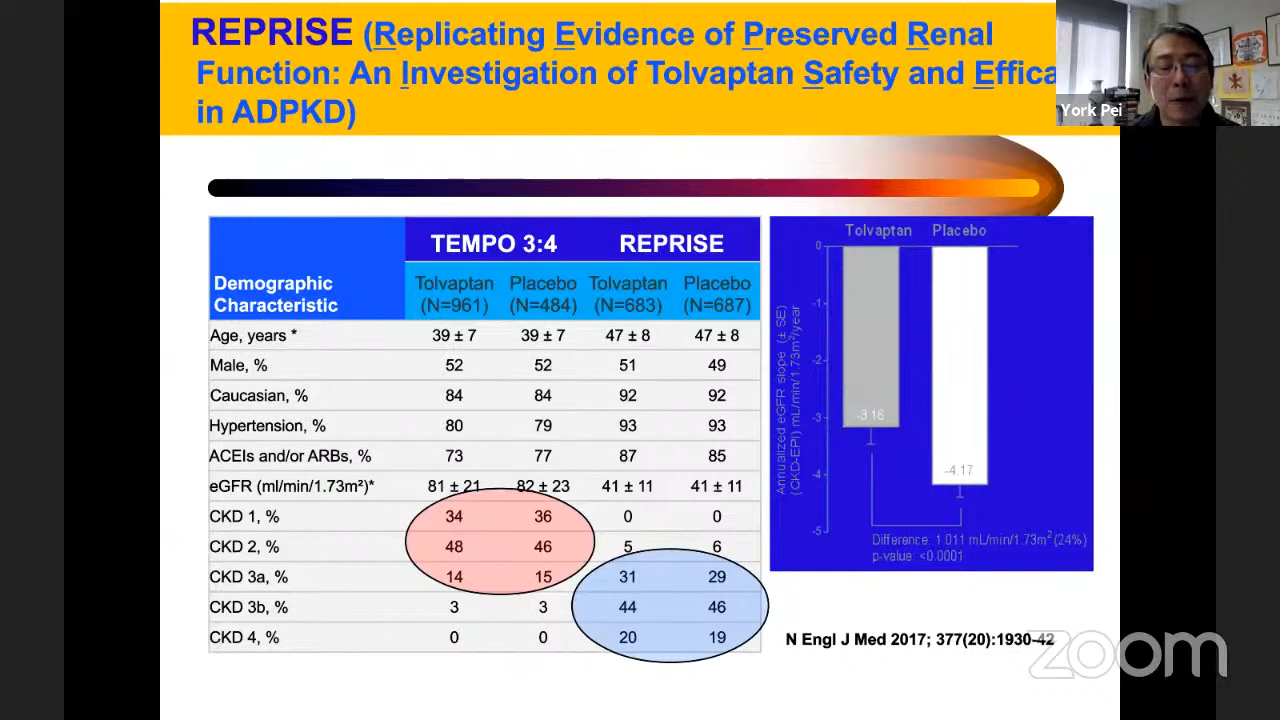 REPRISE (Replicating Evidence of Preserved Renal
Function: An Investigation of Tolvaptan Safety and Effica
in ADPKD)
York Pei
TEMPO 3:4 REPRISE
Demographic Characteristic Tolvaptan (N=961) Placebo (N=484) Tolvaptan (N=683) Placebo (N=687)
Age, years * 39 ± 7 39 ± 7 47 ± 8 47 ± 8
Male, % 52 52 51 49
Caucasian, % 84 84 92 92
Hypertension, % 80 79 93 93
ACEIs and/or ARBs, % 73 77 87 85
eGFR (ml/min/1.73m²)* 81 ± 21 82 ± 23 41 ± 11 41 ± 11
CKD 1, % 34 36 0 0
CKD 2, % 48 46 5 6
CKD 3a, % 14 15 31 29
CKD 3b, % 3 3 44 46
CKD 4, % 0 0 20 19
Tolvaptan Placebo
0
-1
-2
-3
-4
-5
Annualized eGFR slope (± SE)
(CKD-EPI) mL/min/1.73m²/year
-3.16
-4.17
Difference: 1.011 mL/min/1.73m² (24%)
p-value: <0.0001
N Engl J Med 2017; 377(20):1930-42
zoom